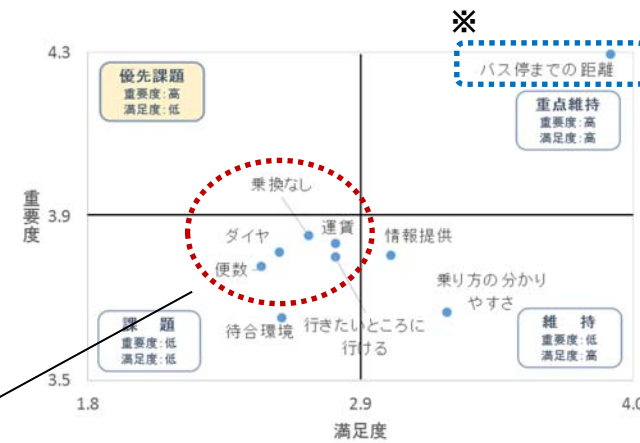 ※
4.3
バス停までの距離
優先課題
重要度:高
満足度:低
重点維持
重要度:高
満足度:高
乗換なし
重要度
3.9
ダイヤ
運賃
情報提供
便数
乗り方の分かり
やすさ
課 題
重要度:低
満足度:低
待合環境
行きたいところに
行ける
維 持
重要度:低
満足度:高
3.5
1.8
2.9
4.0
満足度